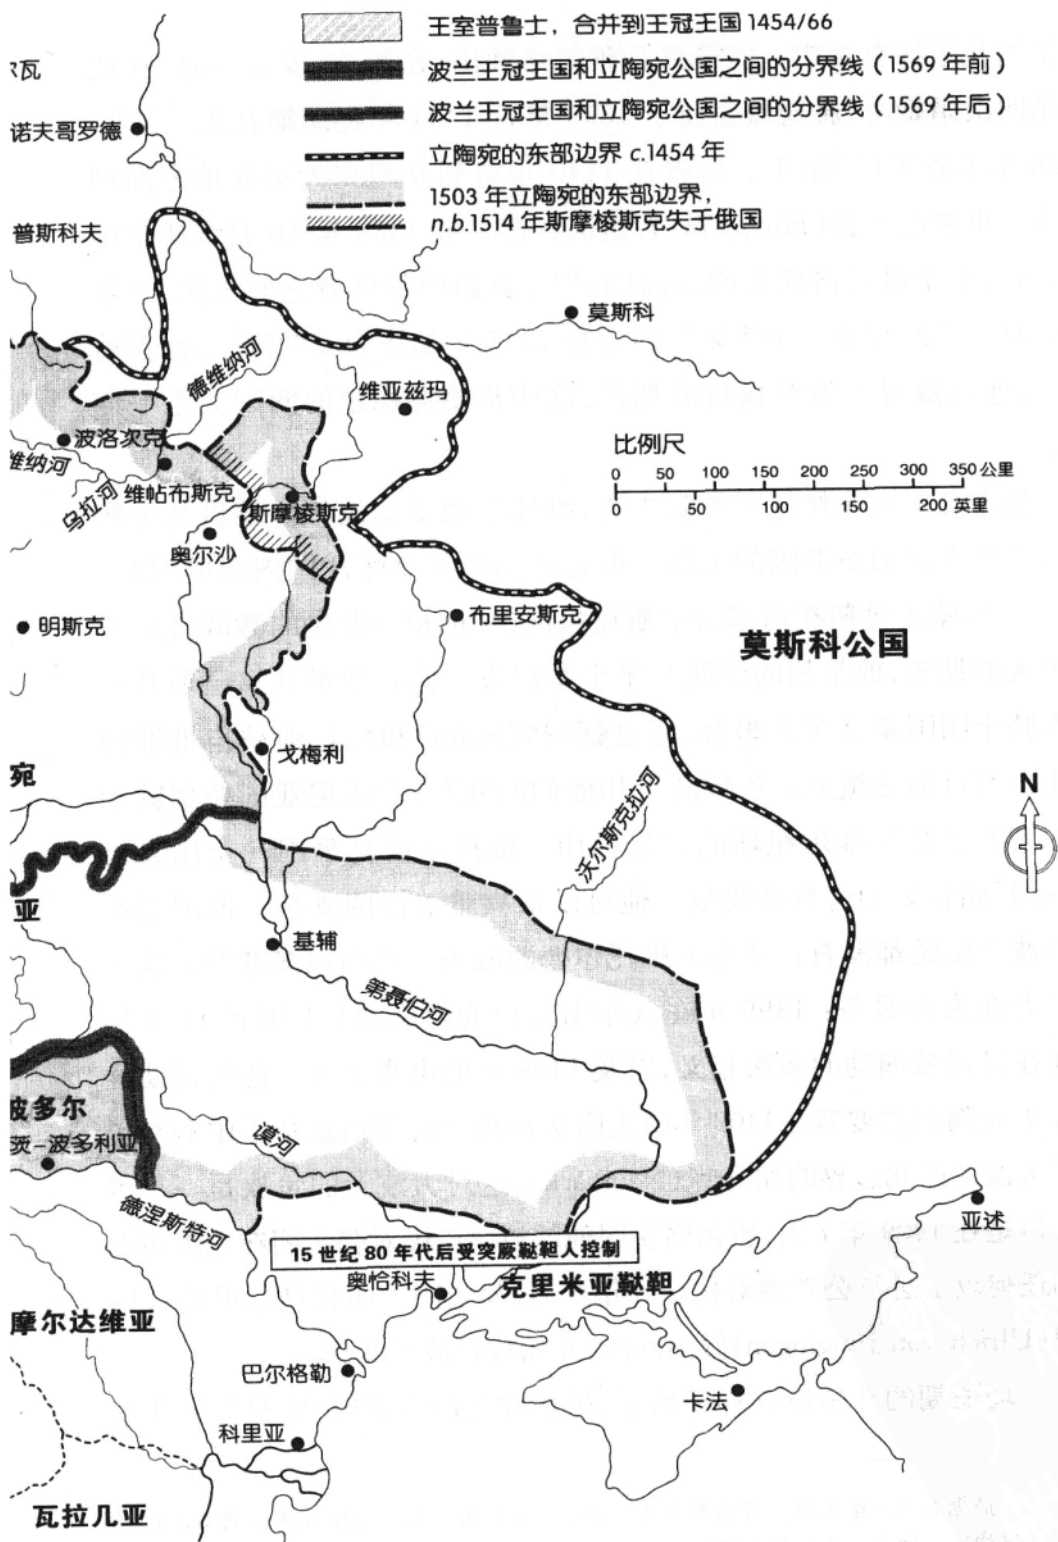 王室普鲁士，合并到王冠王国 1454/66
波兰王冠王国和立陶宛公国之间的分界线（1569 年前）
波兰王冠王国和立陶宛公国之间的分界线（1569 年后）
立陶宛的东部边界 c.1454 年
1503 年立陶宛的东部边界，
n.b.1514 年斯摩棱斯克失于俄国
瓦
诺夫哥罗德
普斯科夫
莫斯科
德维纳河
维亚兹玛
比例尺
0 50 100 150 200 250 300 350 公里
0 50 100 150 200 英里
波洛次克
维纳河
乌拉河
维帖布斯克
斯摩棱斯克
奥尔沙
明斯克
布里安斯克
莫斯科公国
戈梅利
宛
沃尔斯克拉河
N
亚
基辅
第聂伯河
波多尔
茨-波多利亚
漠河
德涅斯特河
亚述
15 世纪 80 年代后受突厥鞑靼人控制
奥恰科夫
克里米亚鞑靼
摩尔达维亚
巴尔格勒
卡法
科里亚
瓦拉几亚